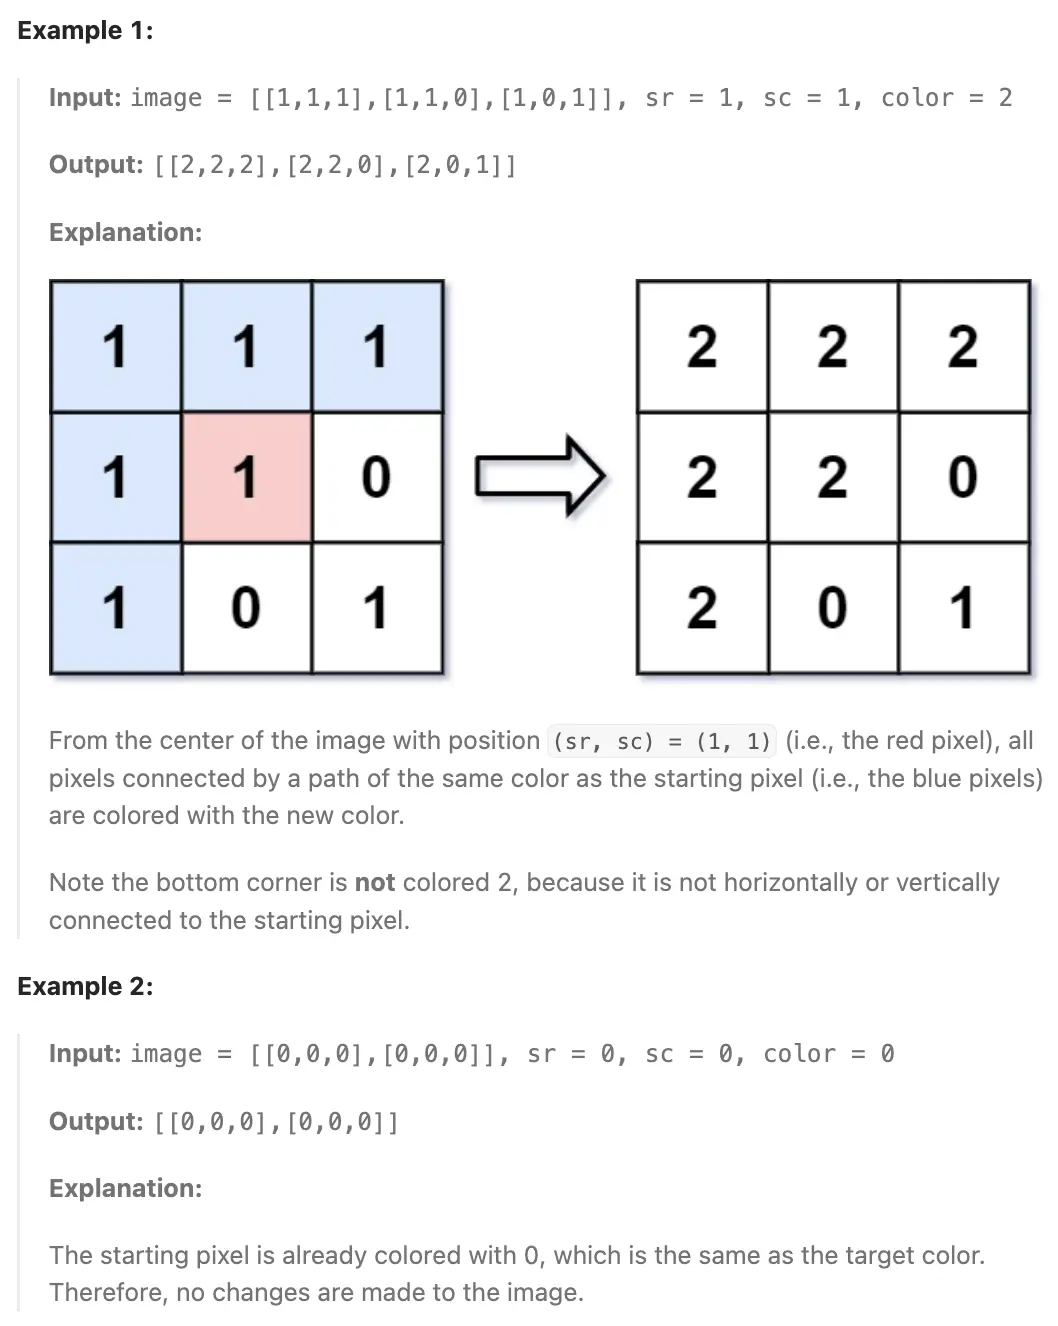 Example 1:
Input: image = [[1,1,1],[1,1,0],[1,0,1]], sr = 1, sc = 1, color = 2
Output: [[2,2,2],[2,2,0],[2,0,1]]
Explanation:
1 1 1 2 2 2
1 1 0 2 2 0
1 0 1 2 0 1
From the center of the image with position (sr, sc) = (1, 1) (i.e., the red pixel), all
pixels connected by a path of the same color as the starting pixel (i.e., the blue pixels)
are colored with the new color.
Note the bottom corner is not colored 2, because it is not horizontally or vertically
connected to the starting pixel.
Example 2:
Input: image = [[0,0,0],[0,0,0]], sr = 0, sc = 0, color = 0
Output: [[0,0,0],[0,0,0]]
Explanation:
The starting pixel is already colored with 0, which is the same as the target color.
Therefore, no changes are made to the image.